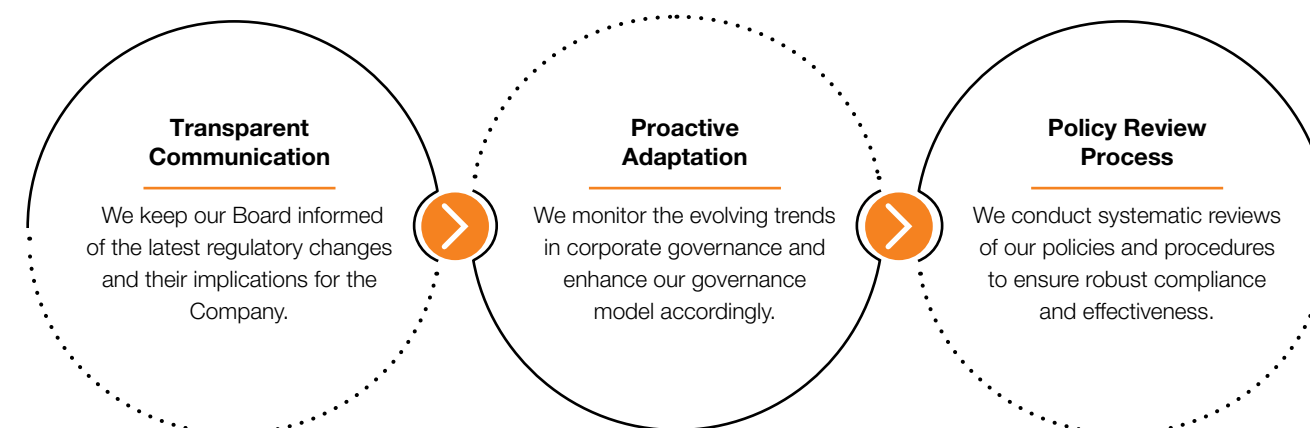 Transparent
Communication
We keep our Board informed
of the latest regulatory changes
and their implications for the
Company.
Proactive
Adaptation
We monitor the evolving trends
in corporate governance and
enhance our governance
model accordingly.
Policy Review
Process
We conduct systematic reviews
of our policies and procedures
to ensure robust compliance
and effectiveness.